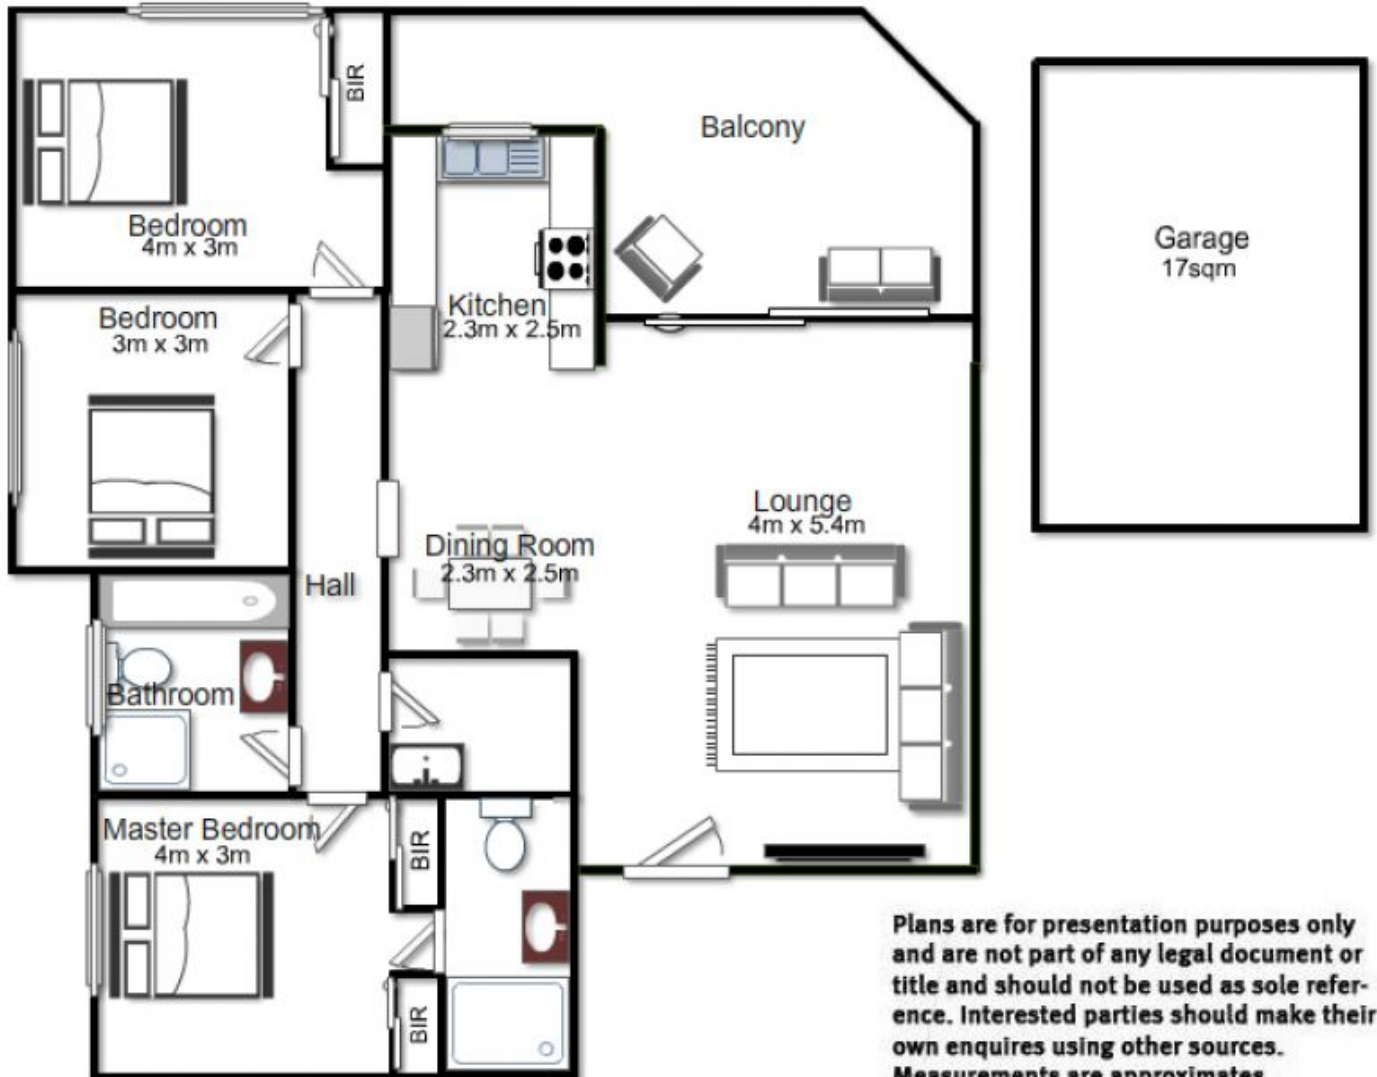 BIR
Balcony
Bedroom
4m x 3m
Garage
17sqm
Kitchen
2.3m x 2.5m
Bedroom
3m x 3m
Lounge
4m x 5.4m
Dining Room
2.3m x 2.5m
Hall
Bathroom
Master Bedroom
4m x 3m
BIR
BIR
Plans are for presentation purposes only
and are not part of any legal document or
title and should not be used as sole refer-
ence. Interested parties should make their
own enquires using other sources.
Measurements are approximates